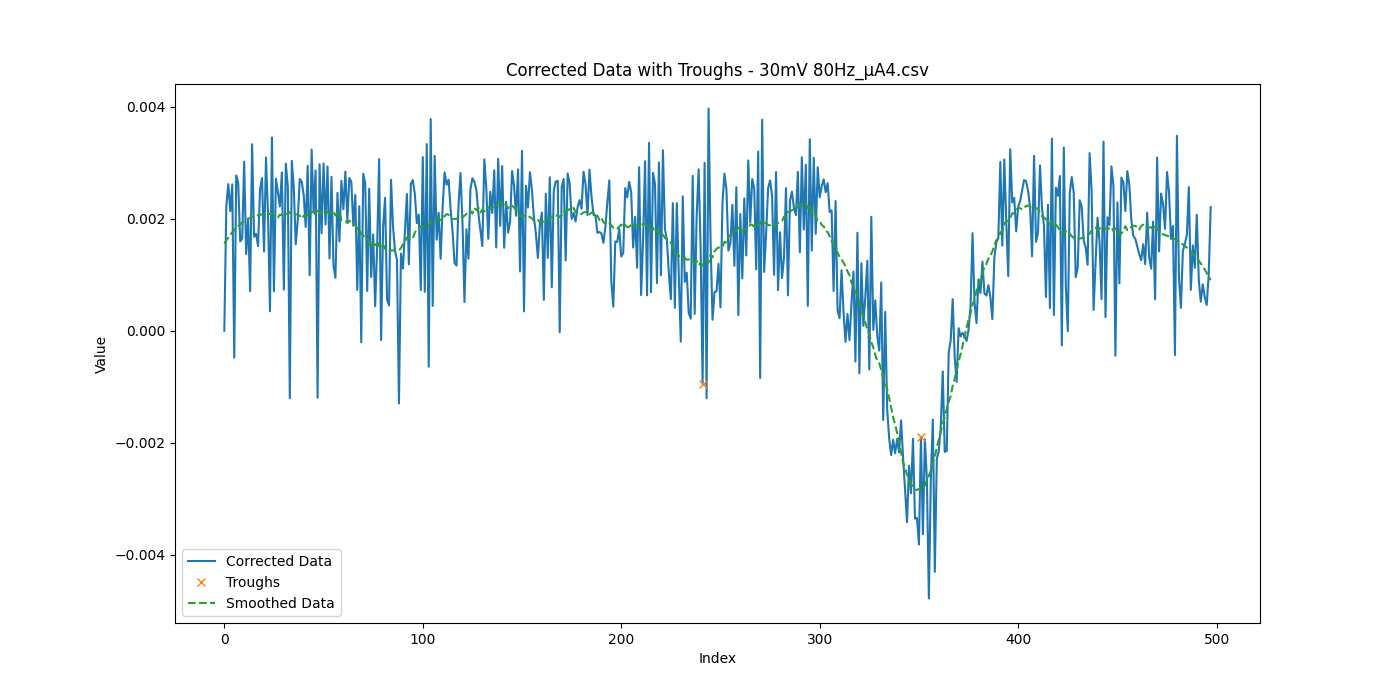 Corrected Data with Troughs - 30mV 80Hz_μA4.csv
0.004
0.002
0.000
−0.002
−0.004
Value
Corrected Data
Troughs
Smoothed Data
0
100
200
300
400
500
Index